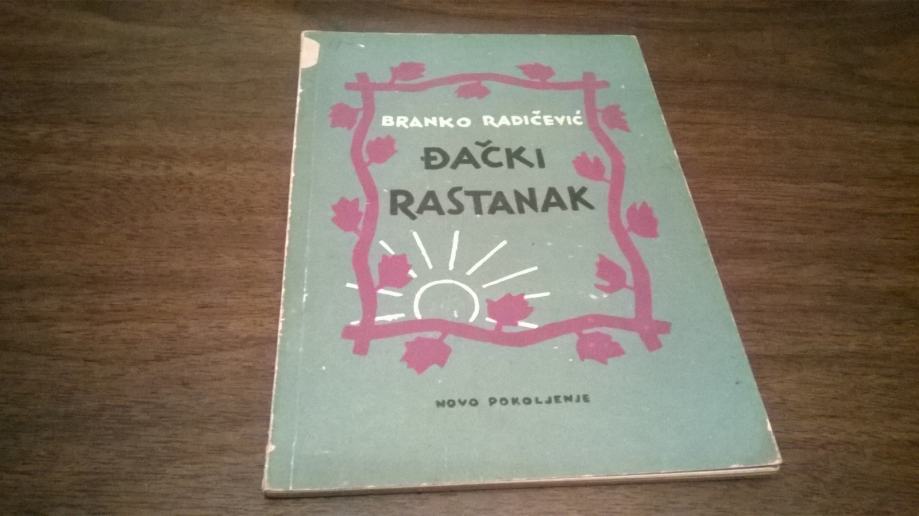 BRANKO RADIČEVIĆ
ĐAČKI
RASTANAK
NOVO POKOLJENJE